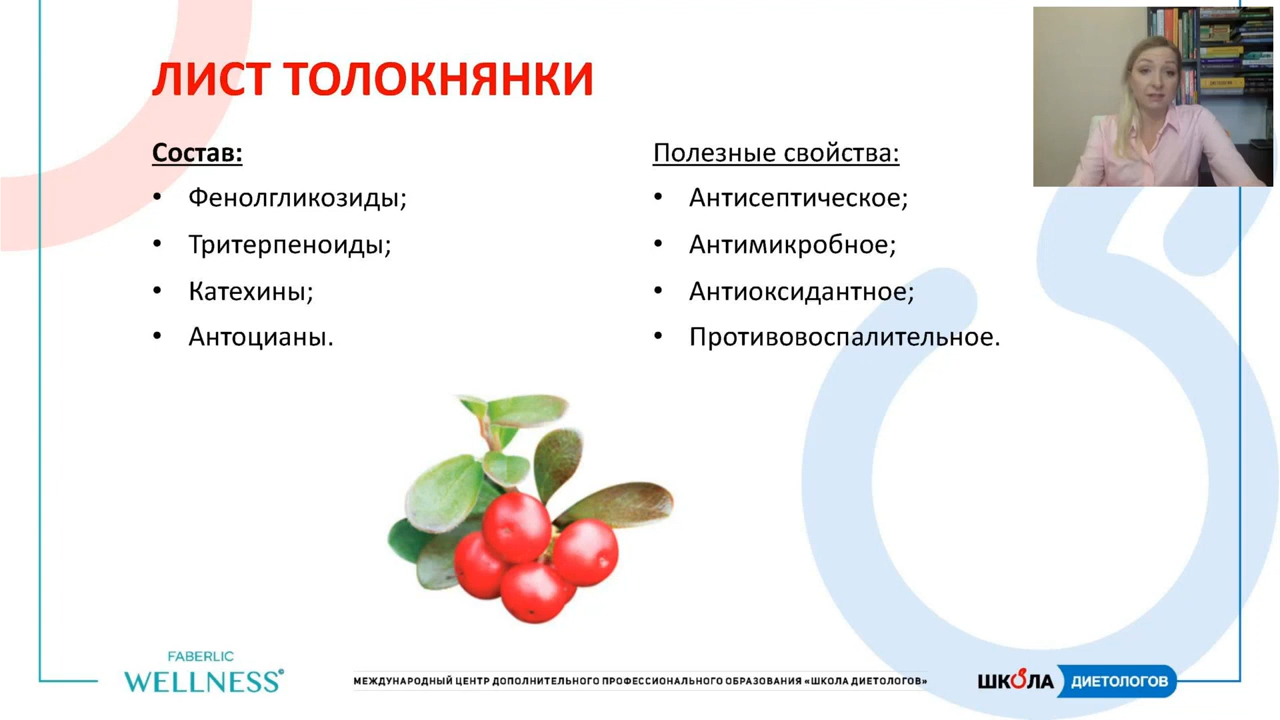 ЛИСТ ТОЛОКНЯНКИ
Состав:
• Фенолгликозиды;
• Тритерпеноиды;
• Катехины;
• Антоцианы.
Полезные свойства:
• Антисептическое;
• Антимикробное;
• Антиоксидантное;
• Противовоспалительное.
FABERLIC
WELLNESS©
МЕЖДУНАРОДНЫЙ ЦЕНТР ДОПОЛНИТЕЛЬНОГО ПРОФЕССИОНАЛЬНОГО ОБРАЗОВАНИЯ «ШКОЛА ДИЕТОЛОГОВ»
ШКОЛА ДИЕТОЛОГОВ